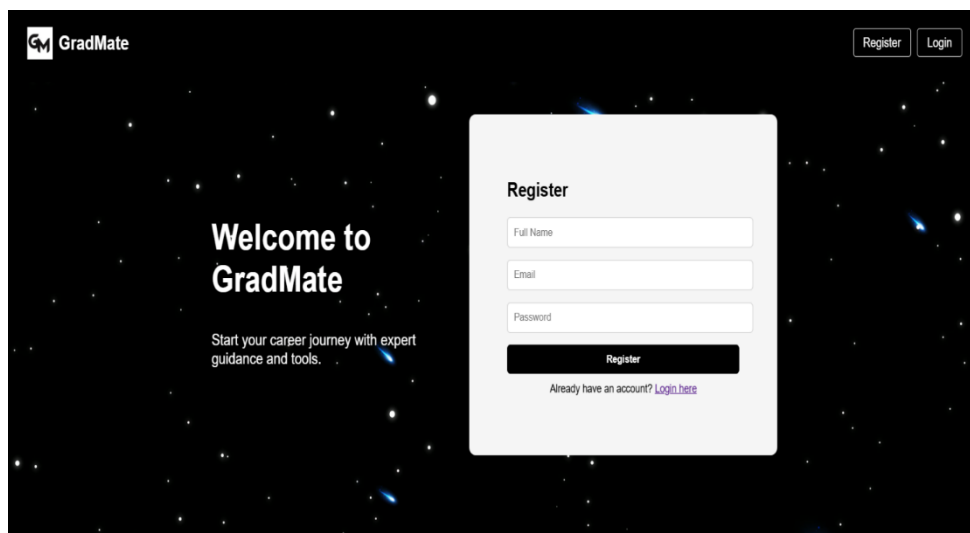 GM GradMate
Register
Login
Welcome to
GradMate
Start your career journey with expert
guidance and tools.
Register
Full Name
Email
Password
Register
Already have an account? Login here